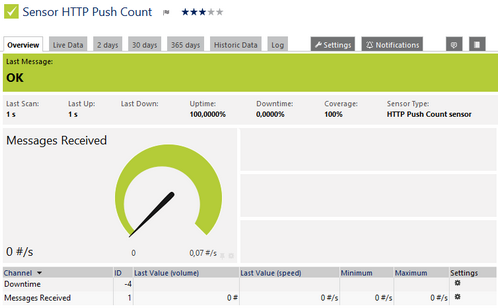 Sensor HTTP Push Count
Overview Live Data 2 days 30 days 365 days Historic Data Log Settings Notifications
Last Message:
OK
Last Scan: Last Up: Last Down: Uptime: Downtime: Coverage: Sensor Type:
1 s 1 s 100,0000% 0,0000% 100% HTTP Push Count sensor
Messages Received
0 #/s 0 0,07 #/s
Channel ID Last Value (volume) Last Value (speed) Minimum Maximum Settings
Downtime -4
Messages Received 1 0 # 0 #/s 0 #/s 0 #/s